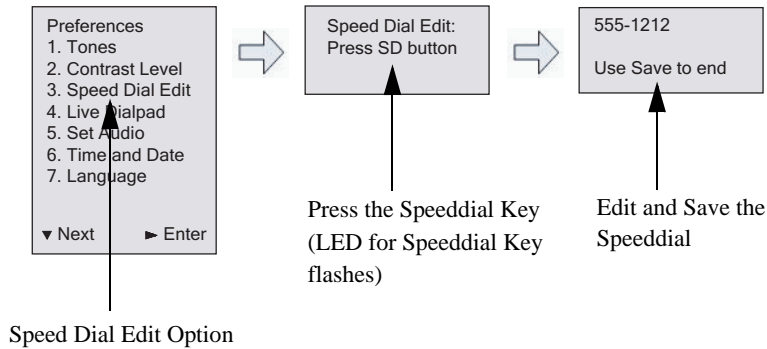 Preferences
1. Tones
2. Contrast Level
3. Speed Dial Edit
4. Live Dialpad
5. Set Audio
6. Time and Date
7. Language
▼ Next ► Enter
Speed Dial Edit Option
Speed Dial Edit:
Press SD button
Press the Speeddial Key
(LED for Speeddial Key
flashes)
555-1212
Use Save to end
Edit and Save the
Speeddial